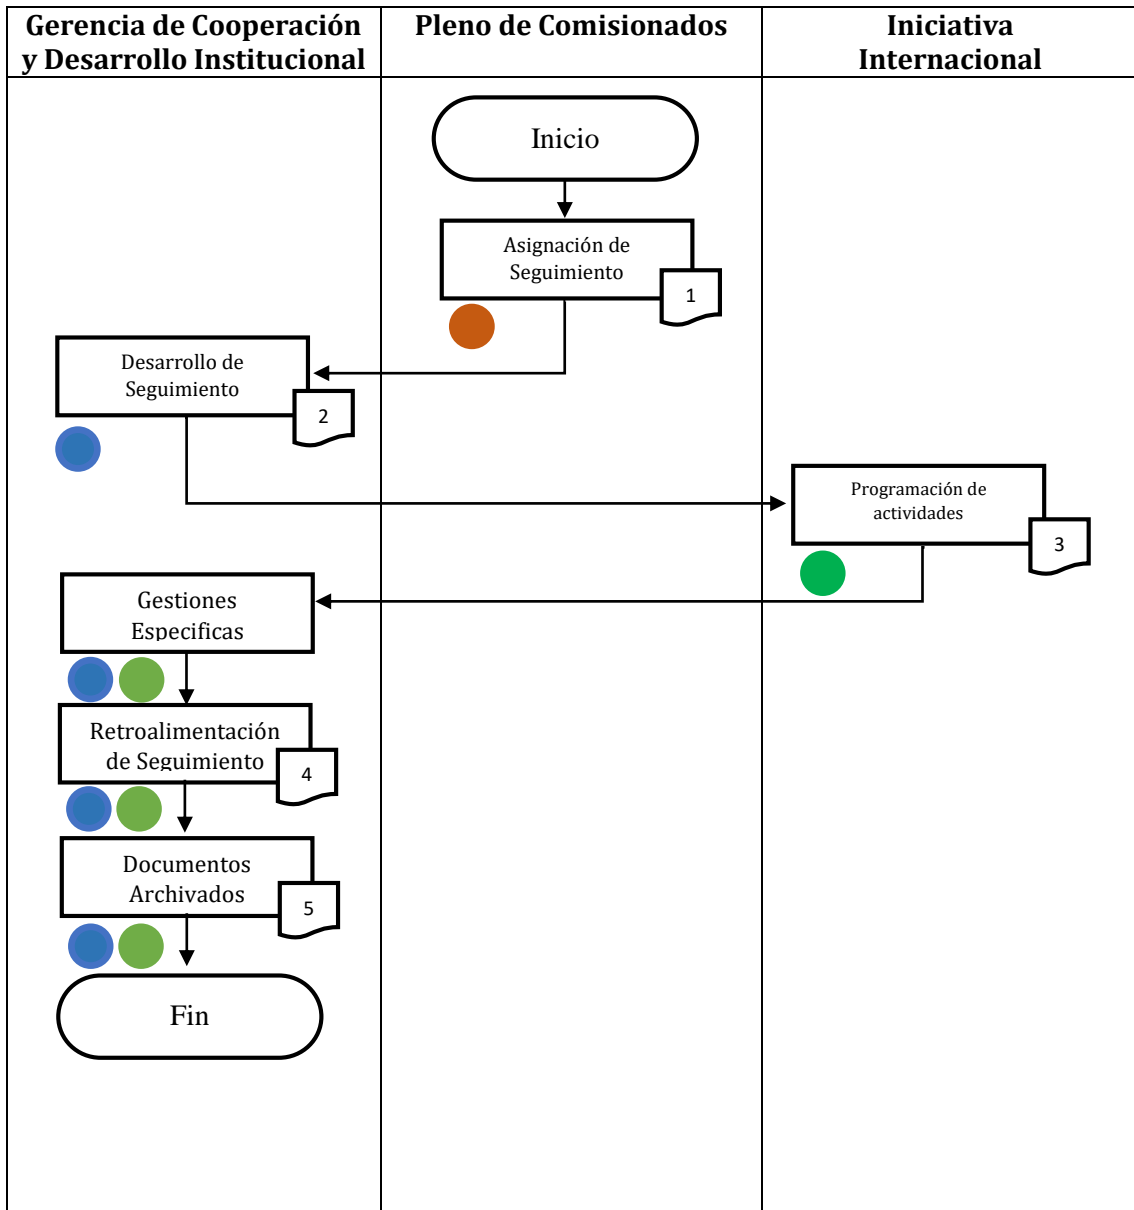 Gerencia de Cooperación
y Desarrollo Institucional
Pleno de Comisionados
Iniciativa
Internacional
Inicio
Asignación de
Seguimiento
1
Desarrollo de
Seguimiento
2
Programación de
actividades
3
Gestiones
Especificas
Retroalimentación
de Seguimiento
4
Documentos
Archivados
5
Fin